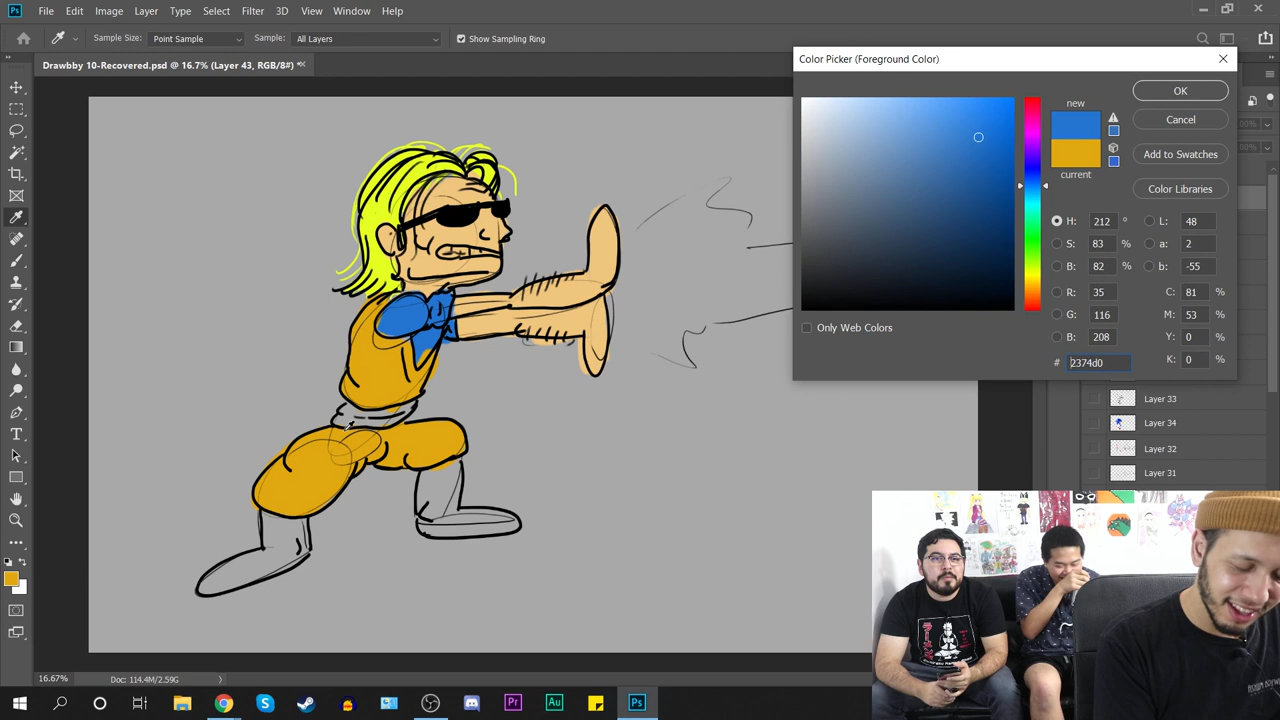 Ps File Edit Image Layer Type Select Filter 3D View Window Help
Sample Size: Point Sample Sample: All Layers Show Sampling Ring
Drawbby 10-Recovered.psd @ 16.7% (Layer 43, RGB/8#) *
Color Picker (Foreground Color)
new
current
OK
Cancel
Add to Swatches
Color Libraries
H: 212 ° L: 48
S: 83 % a: 2
B: 82 % b: -55
R: 35 C: 81 %
G: 116 M: 53 %
B: 208 Y: 0 %
# 2374d0 K: 0 %
Only Web Colors
Layer 33
Layer 34
Layer 32
Layer 31
16.67% Doc: 114.4M/2.59G
Pr Au Ps